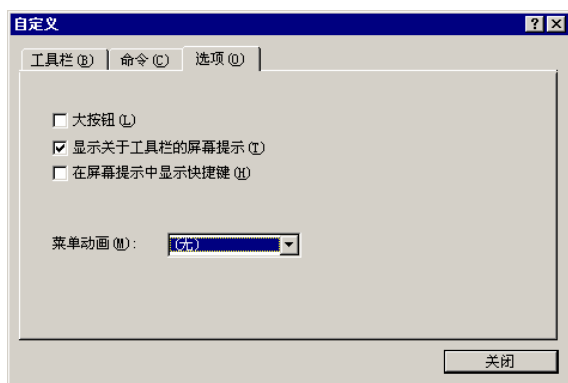 自定义
工具栏(B) 命令(C) 选项(O)
大按钮(L)
显示关于工具栏的屏幕提示(T)
在屏幕提示中显示快捷键(H)
菜单动画(M): (无)
关闭